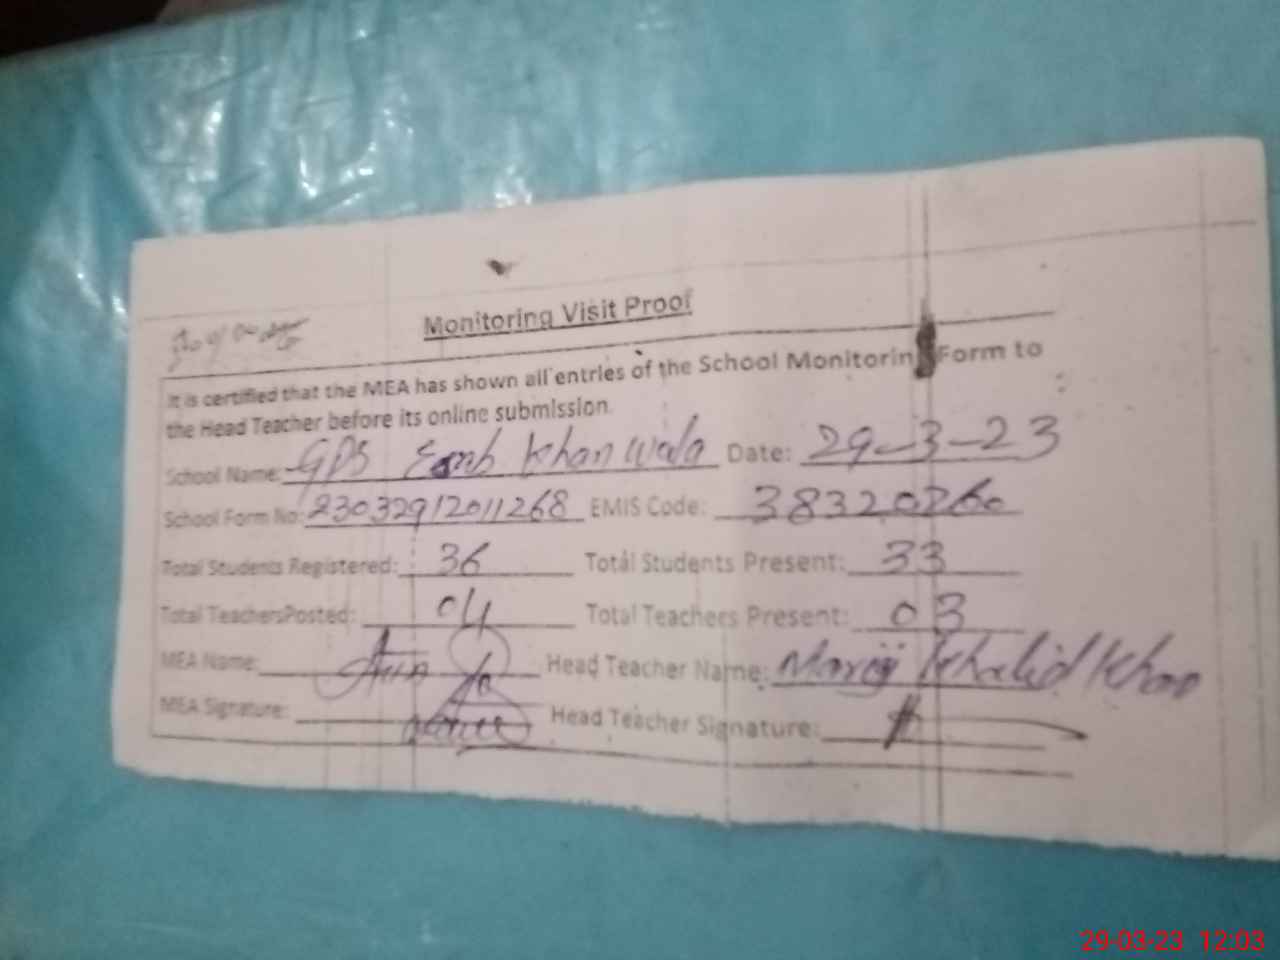 Monitoring Visit Proof
It is certified that the MEA has shown all entries of the School Monitoring Form to
the Head Teacher before its online submission.
School Name: GPS Khan wala Date: 29-3-23
School Form No: 23032912011268 EMIS Code: 38320260
Total Students Registered: 36 Total Students Present: 33
Total TeachersPosted: 04 Total Teachers Present: 03
MEA Name: Head Teacher Name: Khalid Khan
MEA Signature: Head Teacher Signature:
29-03-23 12:03